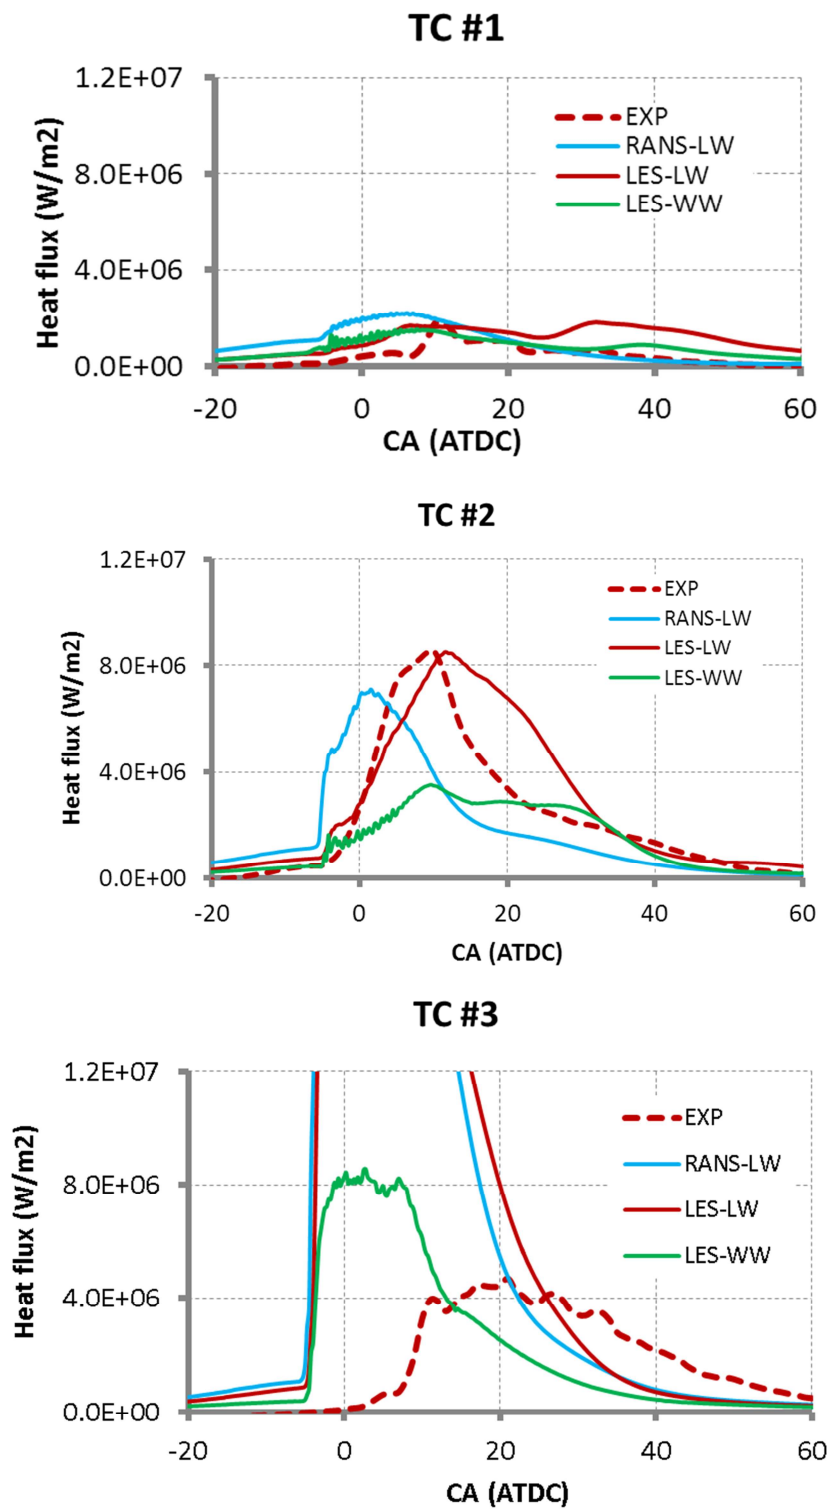 TC #1
1.2E+07
8.0E+06
4.0E+06
0.0E+00
Heat flux (W/m2)
EXP
RANS-LW
LES-LW
LES-WW
-20
0
20
40
60
CA (ATDC)
TC #2
1.2E+07
8.0E+06
4.0E+06
0.0E+00
Heat flux (W/m2)
EXP
RANS-LW
LES-LW
LES-WW
-20
0
20
40
60
CA (ATDC)
TC #3
1.2E+07
8.0E+06
4.0E+06
0.0E+00
Heat flux (W/m2)
EXP
RANS-LW
LES-LW
LES-WW
-20
0
20
40
60
CA (ATDC)